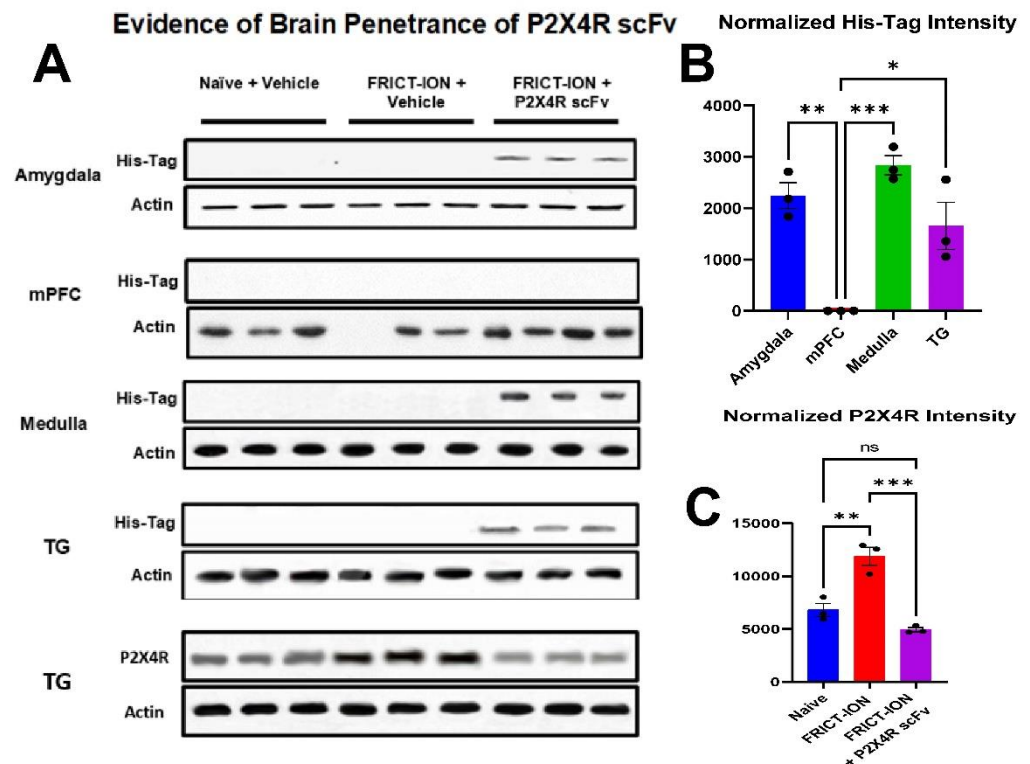 Evidence of Brain Penetrance of P2X4R scFv
A
Naïve + Vehicle
FRICT-ION +
Vehicle
FRICT-ION +
P2X4R scFv
Amygdala
His-Tag
Actin
mPFC
His-Tag
Actin
Medulla
His-Tag
Actin
TG
His-Tag
Actin
TG
P2X4R
Actin
Normalized His-Tag Intensity
B
*
** ***
4000
3000
2000
1000
0
Amygdala
mPFC
Medulla
TG
Normalized P2X4R Intensity
C
ns
***
**
15000
10000
5000
0
Naive
FRICT-ION
FRICT-ION
+ P2X4R scFv